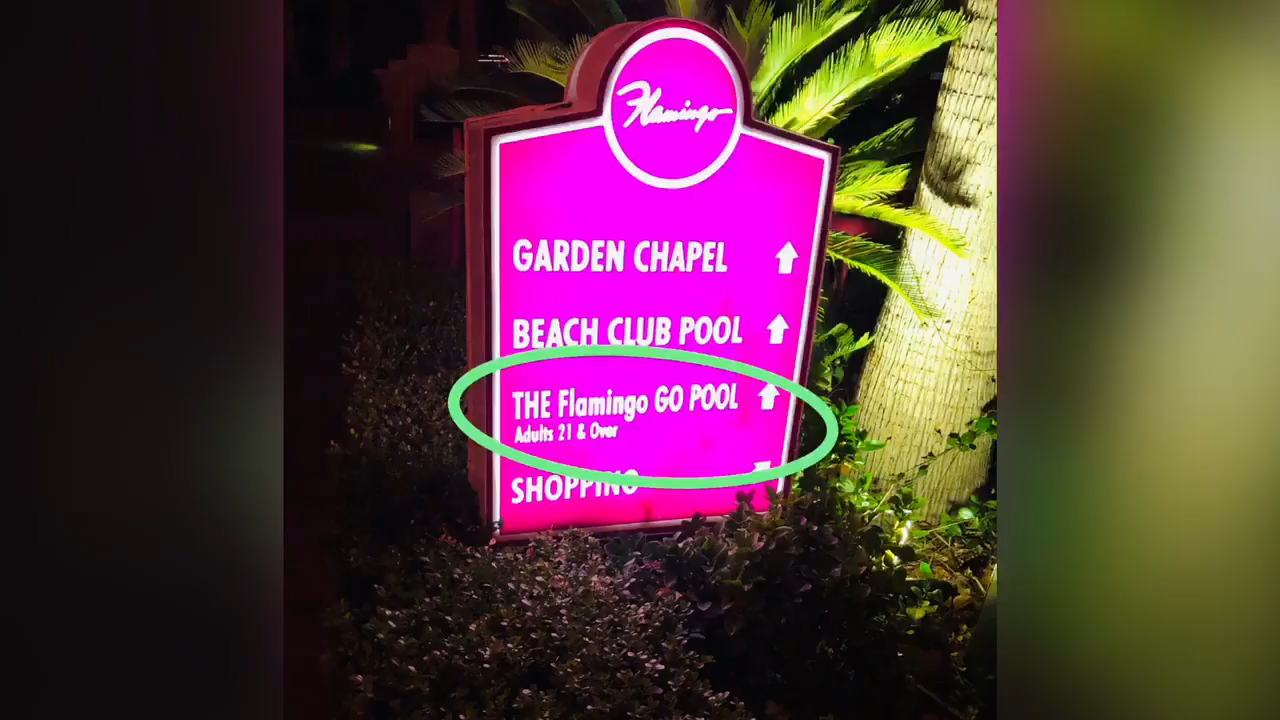 Flamingo
GARDEN CHAPEL
BEACH CLUB POOL
THE Flamingo GO POOL
Adults 21 & Over
SHOPPING